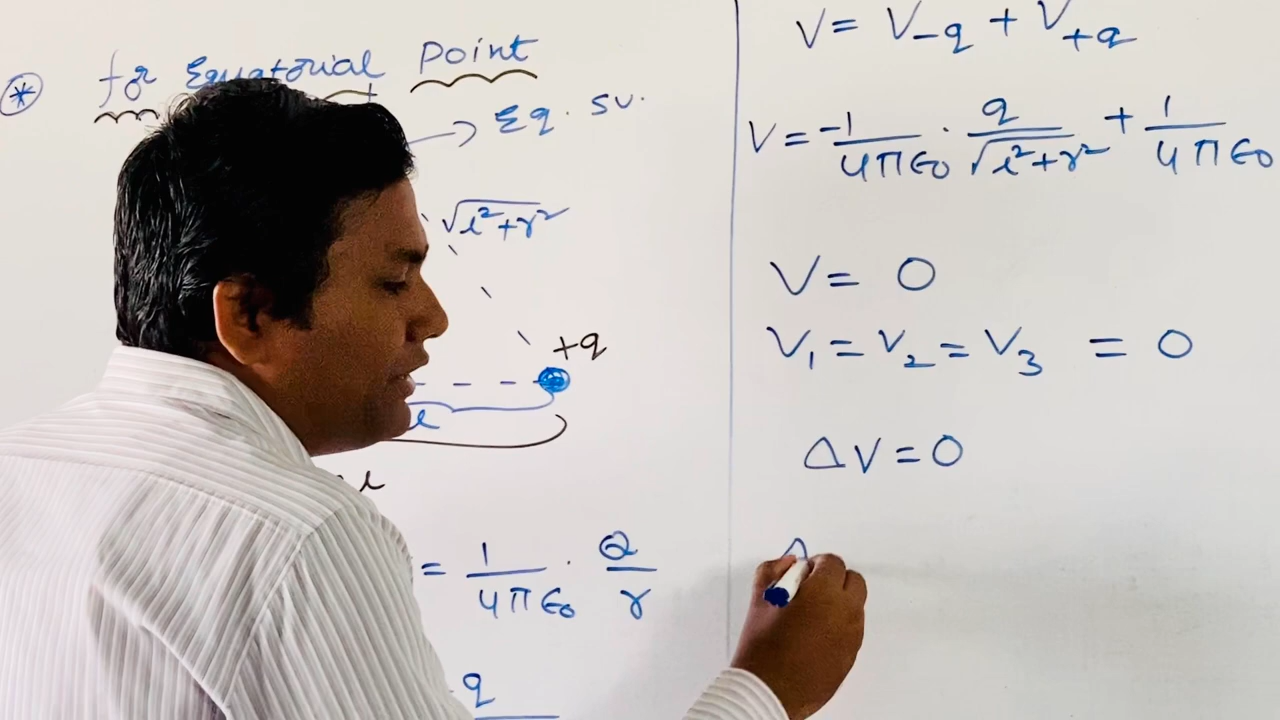 * for Equatorial Point
→ Eq. su.
√l²+r²
+q
l
l
= 1/4πϵ₀ · Q/r
q
V = V₋q + V₊q
V = -1/4πϵ₀ · q/√l²+r² + 1/4πϵ₀
V = 0
V₁ = V₂ = V₃ = 0
ΔV = 0